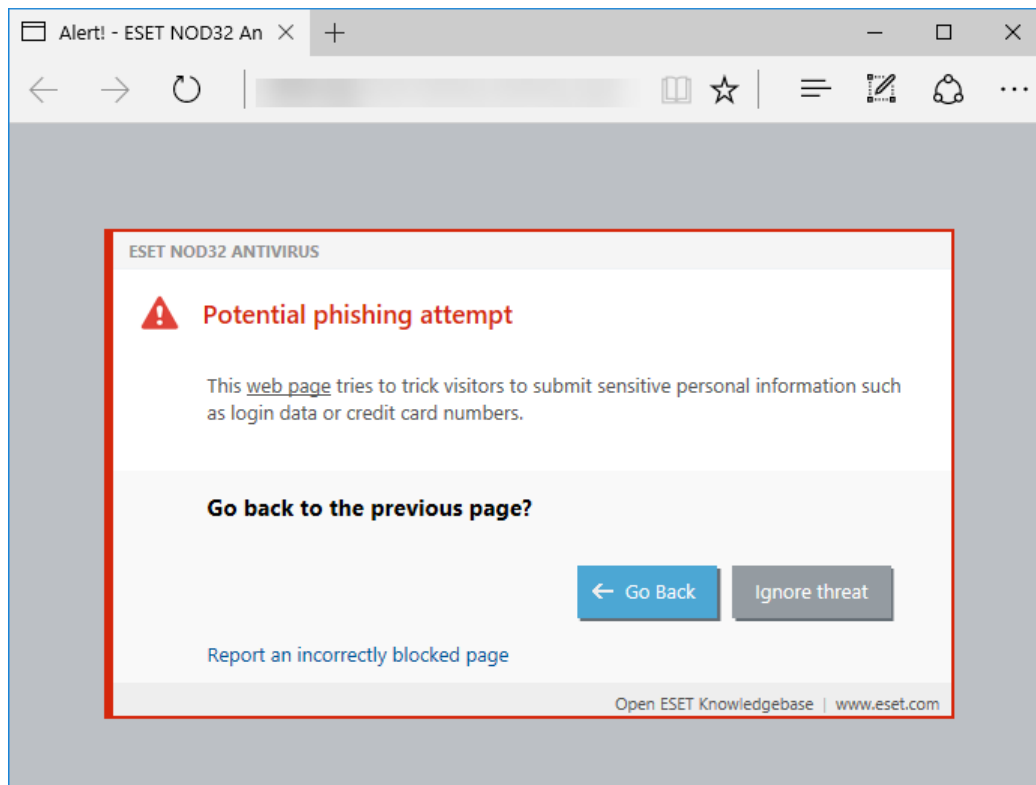 Alert! - ESET NOD32 An
ESET NOD32 ANTIVIRUS
Potential phishing attempt
This web page tries to trick visitors to submit sensitive personal information such
as login data or credit card numbers.
Go back to the previous page?
Go Back
Ignore threat
Report an incorrectly blocked page
Open ESET Knowledgebase | www.eset.com